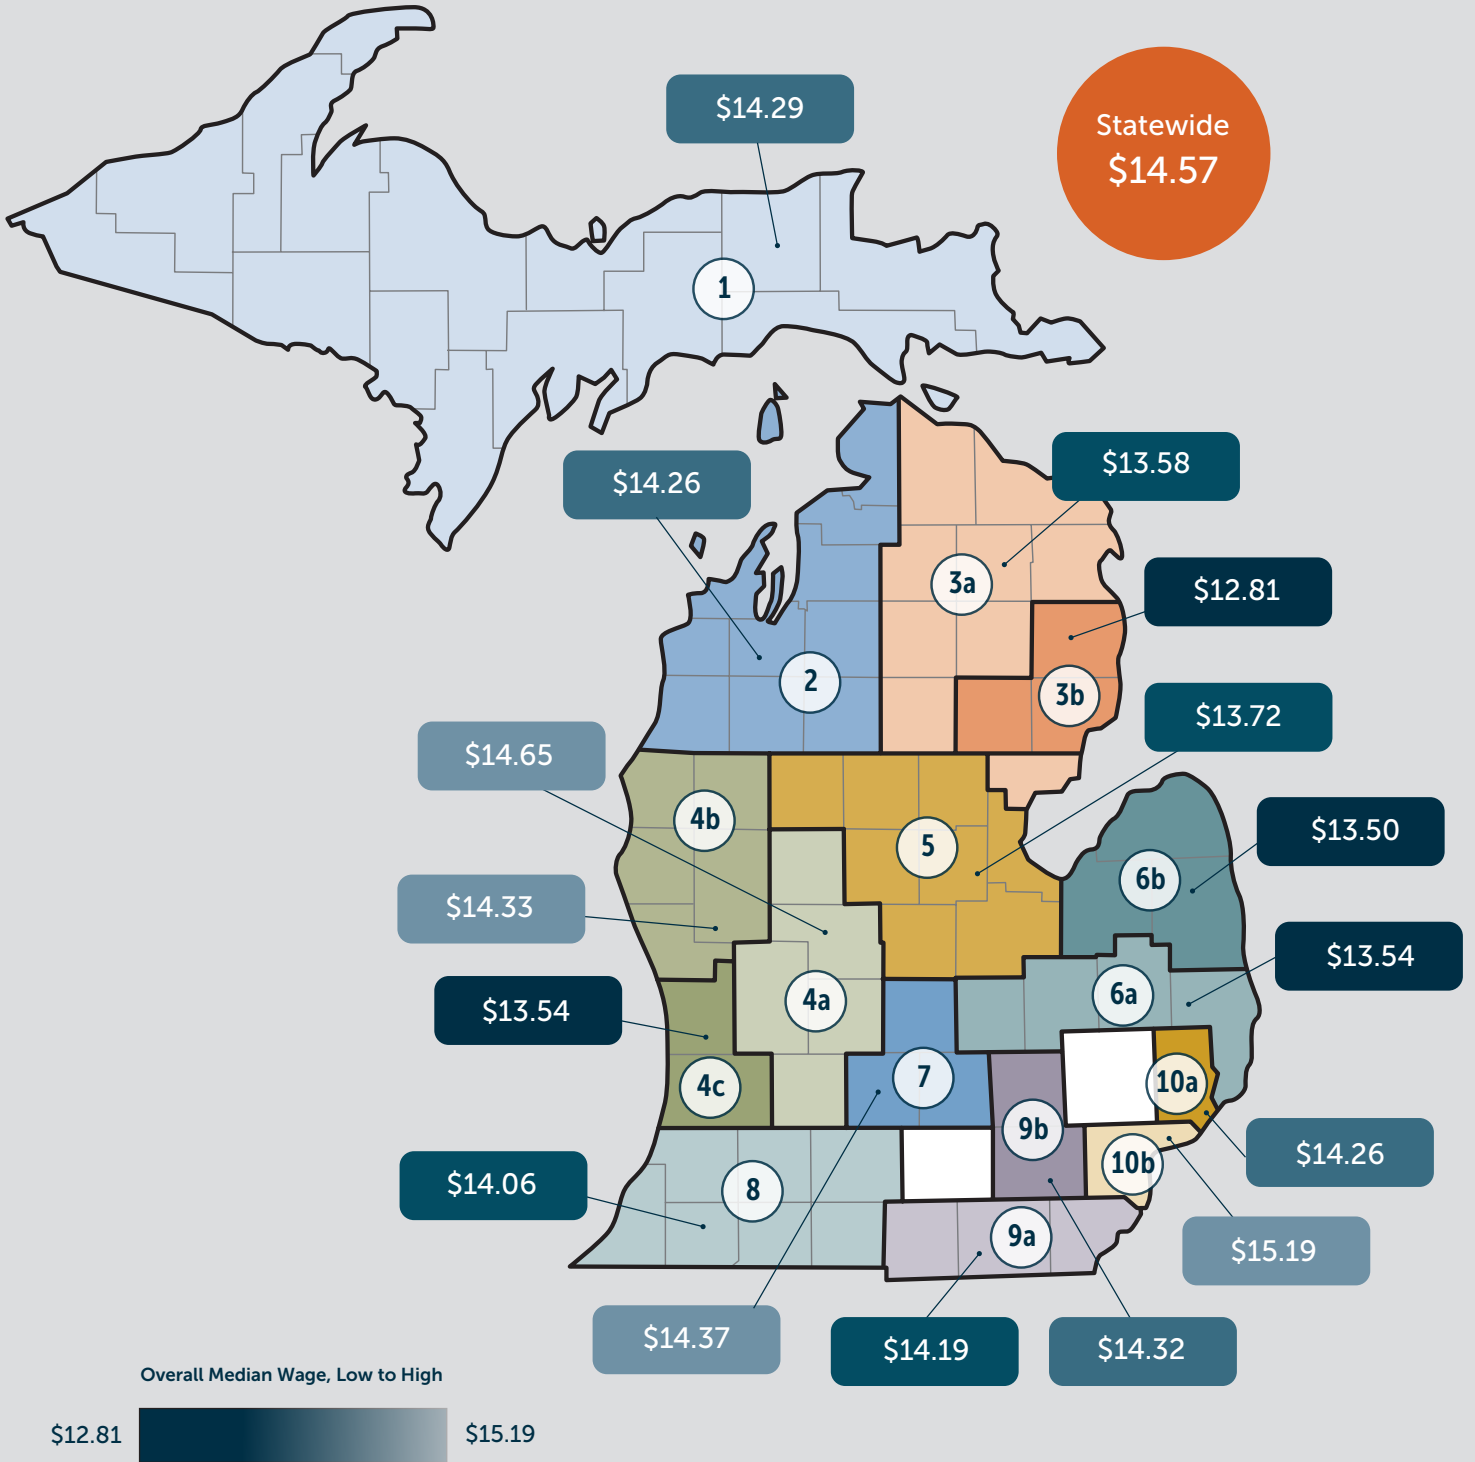 $14.29
Statewide
$14.57
1
$14.26
$13.58
3a
$12.81
2
3b
$13.72
$14.65
4b
5
$13.50
6b
$14.33
$13.54
4a
6a
$13.54
4c
7
10a
9b
$14.26
10b
$14.06
8
9a
$15.19
$14.37
$14.19
$14.32
Overall Median Wage, Low to High
$12.81
$15.19